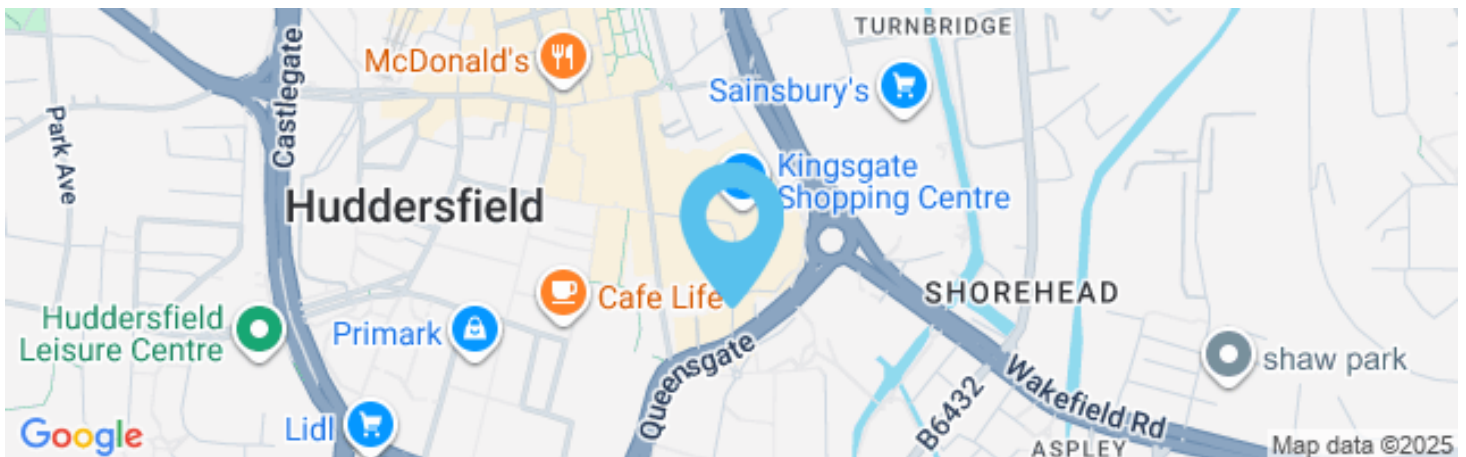 TURNBRIDGE
McDonald's
Sainsbury's
Castlegate
Park Ave
Kingsgate
Shopping Centre
Huddersfield
Cafe Life
SHOREHEAD
Huddersfield
Leisure Centre
Primark
Queensgate
shaw park
Wakefield Rd
B6432
Lidl
Google
ASPLEY
Map data ©2025